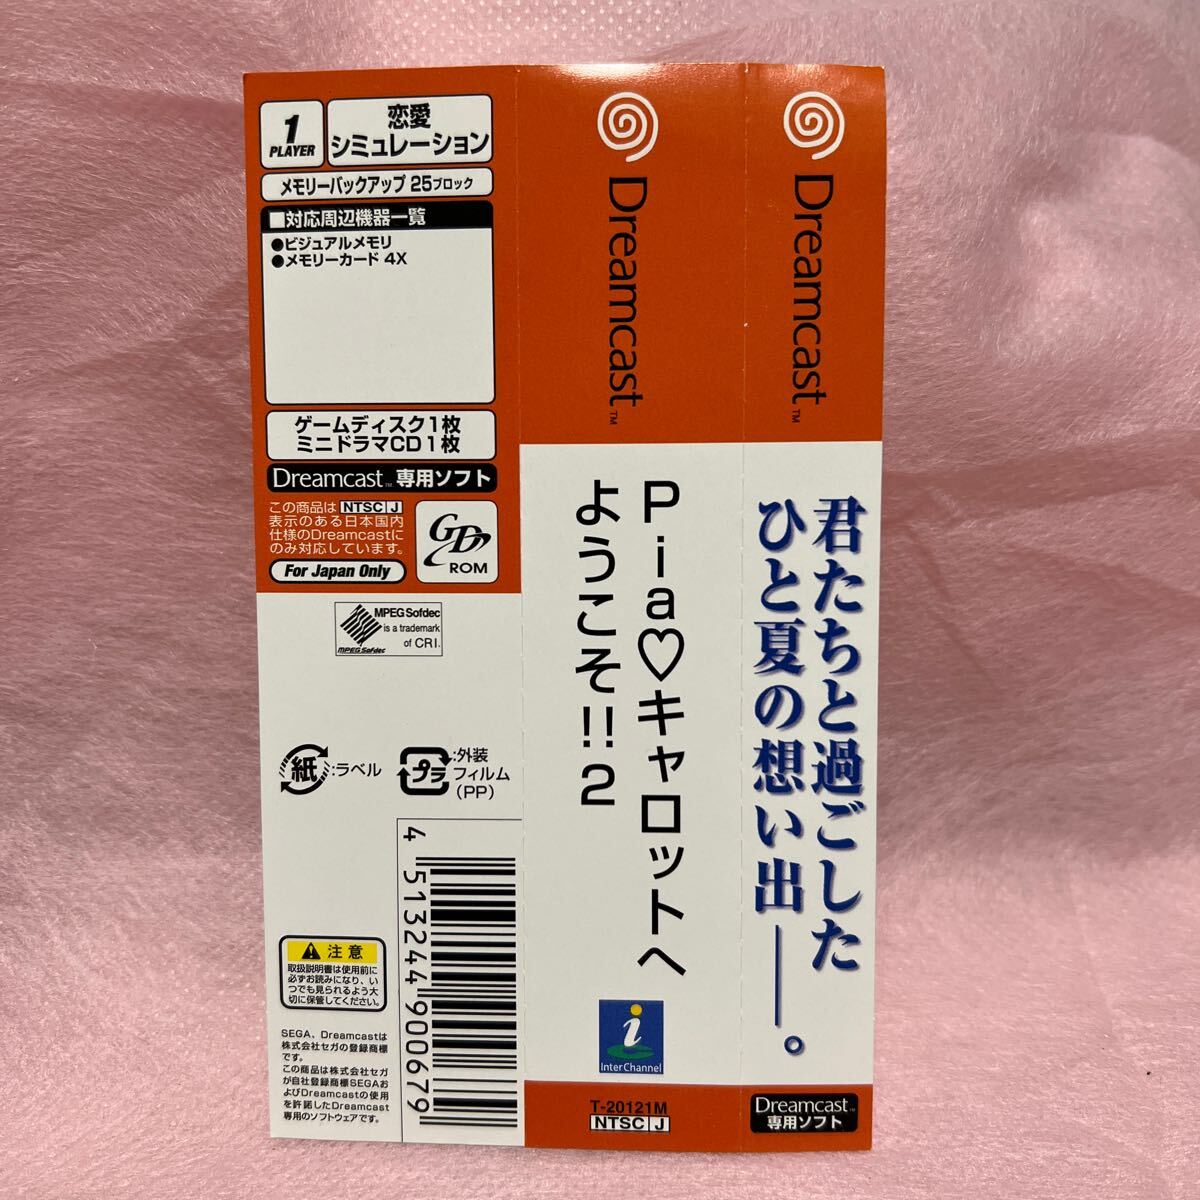 1
PLAYER
恋愛
シミュレーション
メモリーバックアップ 25ブロック
■対応周辺機器一覧
●ビジュアルメモリ
●メモリーカード 4X
ゲームディスク1枚
ミニドラマCD1枚
Dreamcast™ 専用ソフト
この商品は NTSC J
表示のある日本国内
仕様のDreamcastに
のみ対応しています。
For Japan Only
GD
ROM
MPEG Sofdec
is a trademark
of CRI.
MPEG Sofdec
紙:ラベル
プラ:外装
フィルム
(PP)
4 513244 900679
注意
取扱説明書は使用前に
必ずお読みになり、い
つでも見られるよう大
切に保管してください。
SEGA、Dreamcastは
株式会社セガの登録商標
です。
この商品は株式会社セガ
が自社登録商標SEGAお
よびDreamcastの使用
を許諾したDreamcast
専用のソフトウェアです。
Dreamcast™
Pia♡キャロットへ
ようこそ!!2
i
InterChannel
T-20121M
NTSC J
Dreamcast™
君たちと過ごした
ひと夏の想い出――。
Dreamcast™
専用ソフト